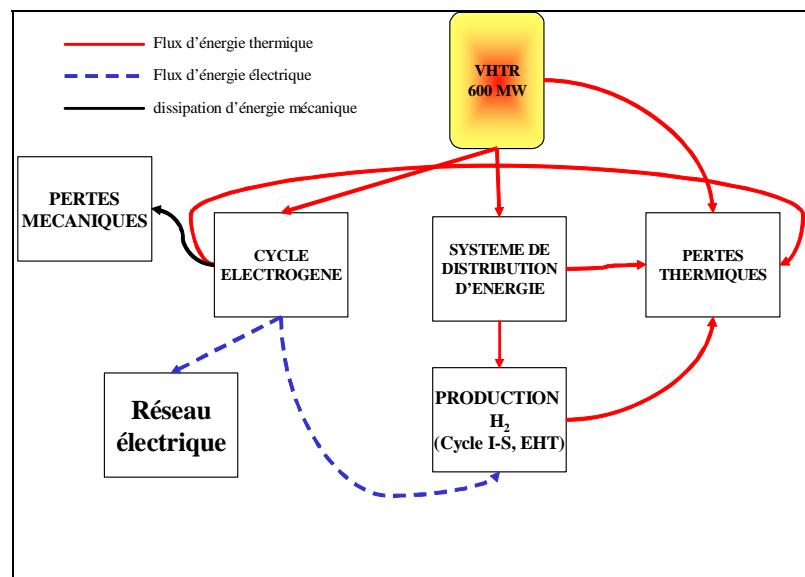 Flux d'énergie thermique
Flux d'énergie électrique
dissipation d'énergie mécanique
VHTR
600 MW
PERTES
MECANIQUES
CYCLE
ELECTROGENE
SYSTEME DE
DISTRIBUTION
D'ENERGIE
PERTES
THERMIQUES
Réseau
électrique
PRODUCTION
H2
(Cycle I-S, EHT)